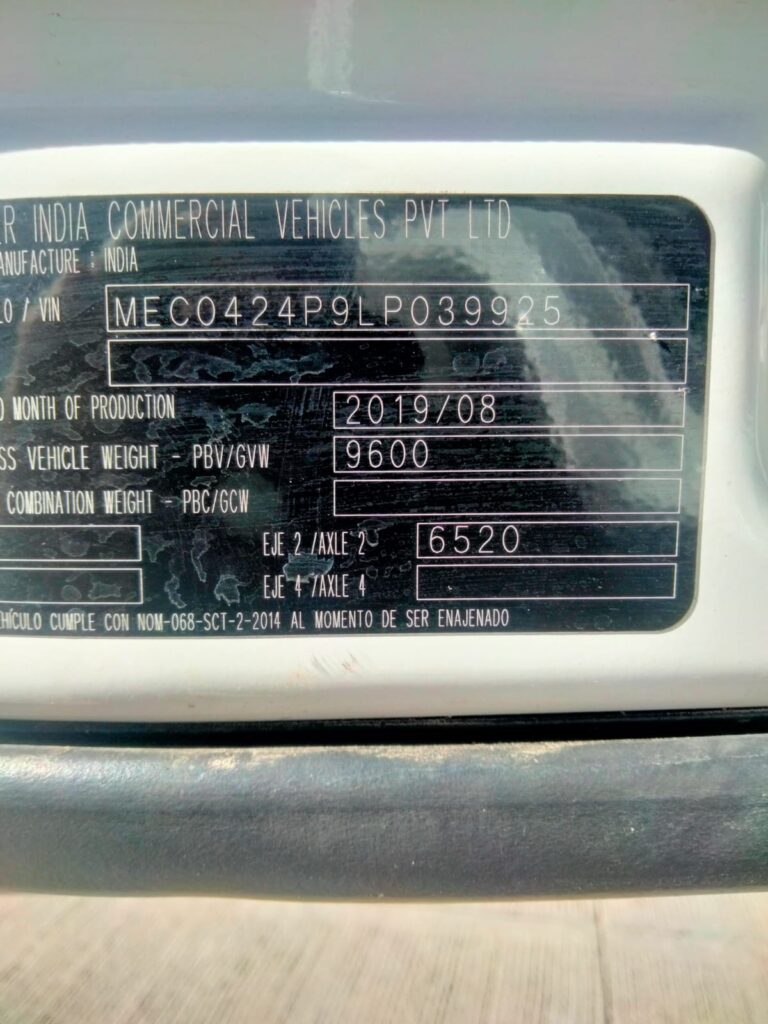 ER INDIA COMMERCIAL VEHICLES PVT LTD
ANUFACTURE : INDIA
LO / VIN MEC0424P9LP039925
O MONTH OF PRODUCTION 2019/08
SS VEHICLE WEIGHT - PBV/GVW 9600
COMBINATION WEIGHT - PBC/GCW
EJE 2 /AXLE 2 6520
EJE 4 /AXLE 4
EHÍCULO CUMPLE CON NOM-068-SCT-2-2014 AL MOMENTO DE SER ENAJENADO